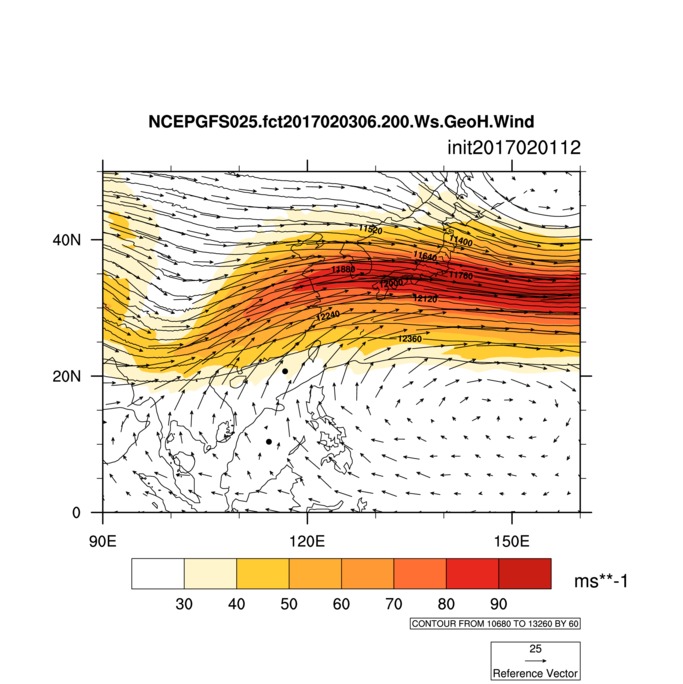 NCEPGFS025.fct2017020306.200.Ws.GeoH.Wind
init2017020112
40N
20N
0
11520
11400
11640
11880
11760
12000
12120
12240
12360
90E 120E 150E
ms**-1
30 40 50 60 70 80 90
CONTOUR FROM 10680 TO 13260 BY 60
25
Reference Vector